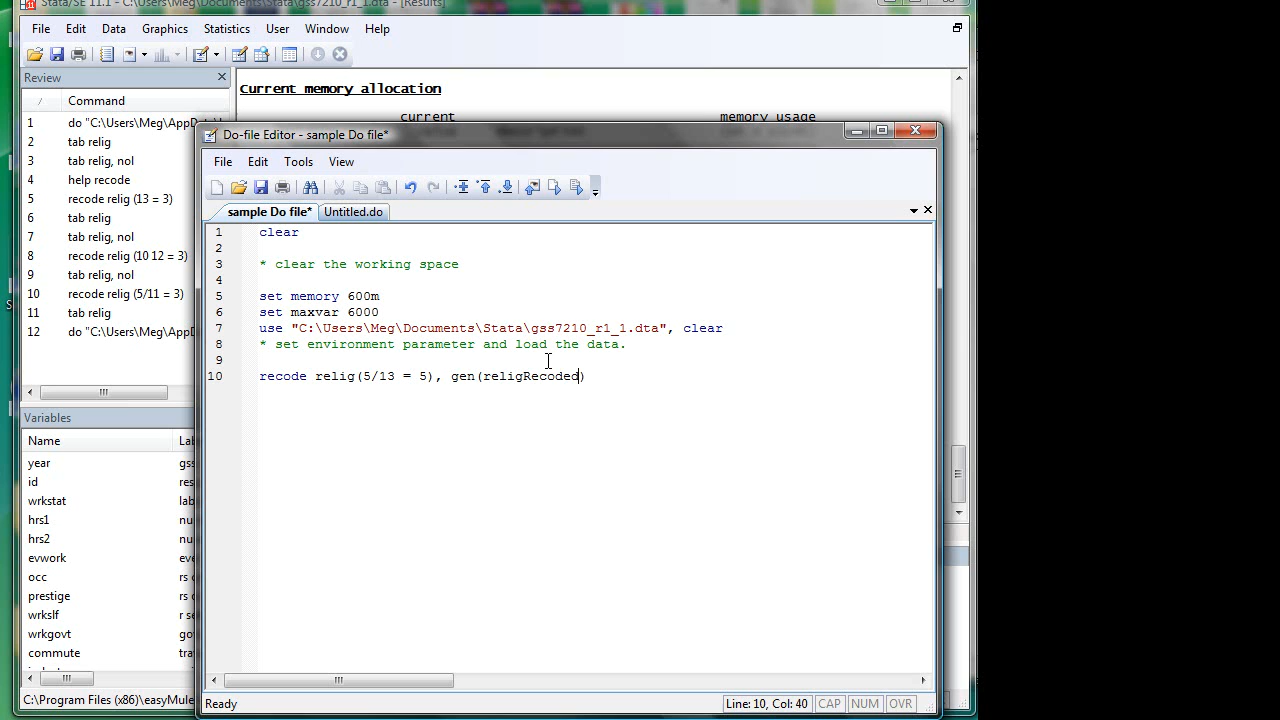 Stata/SE 11.1 - C:\Users\Meg\Documents\Stata\gss7210_r1_1.dta - [Results]
File Edit Data Graphics Statistics User Window Help
Review
Command
1 do "C:\Users\Meg\AppData\
2 tab relig
3 tab relig, nol
4 help recode
5 recode relig (13 = 3)
6 tab relig
7 tab relig, nol
8 recode relig (10 12 = 3)
9 tab relig, nol
10 recode relig (5/11 = 3)
11 tab relig
12 do "C:\Users\Meg\App
Variables
Name Lab
year gss
id res
wrkstat lab
hrs1 nu
hrs2 nu
evwork eve
occ rs o
prestige rs o
wrkslf r se
wrkgovt go
commute tra
C:\Program Files (x86)\easyMule
Current memory allocation
current memory usage
Do-file Editor - sample Do file*
File Edit Tools View
sample Do file* Untitled.do
1 clear
2
3 * clear the working space
4
5 set memory 600m
6 set maxvar 6000
7 use "C:\Users\Meg\Documents\Stata\gss7210_r1_1.dta", clear
8 * set environment parameter and load the data.
9
10 recode relig(5/13 = 5), gen(religRecoded)
Ready Line: 10, Col: 40 CAP NUM OVR